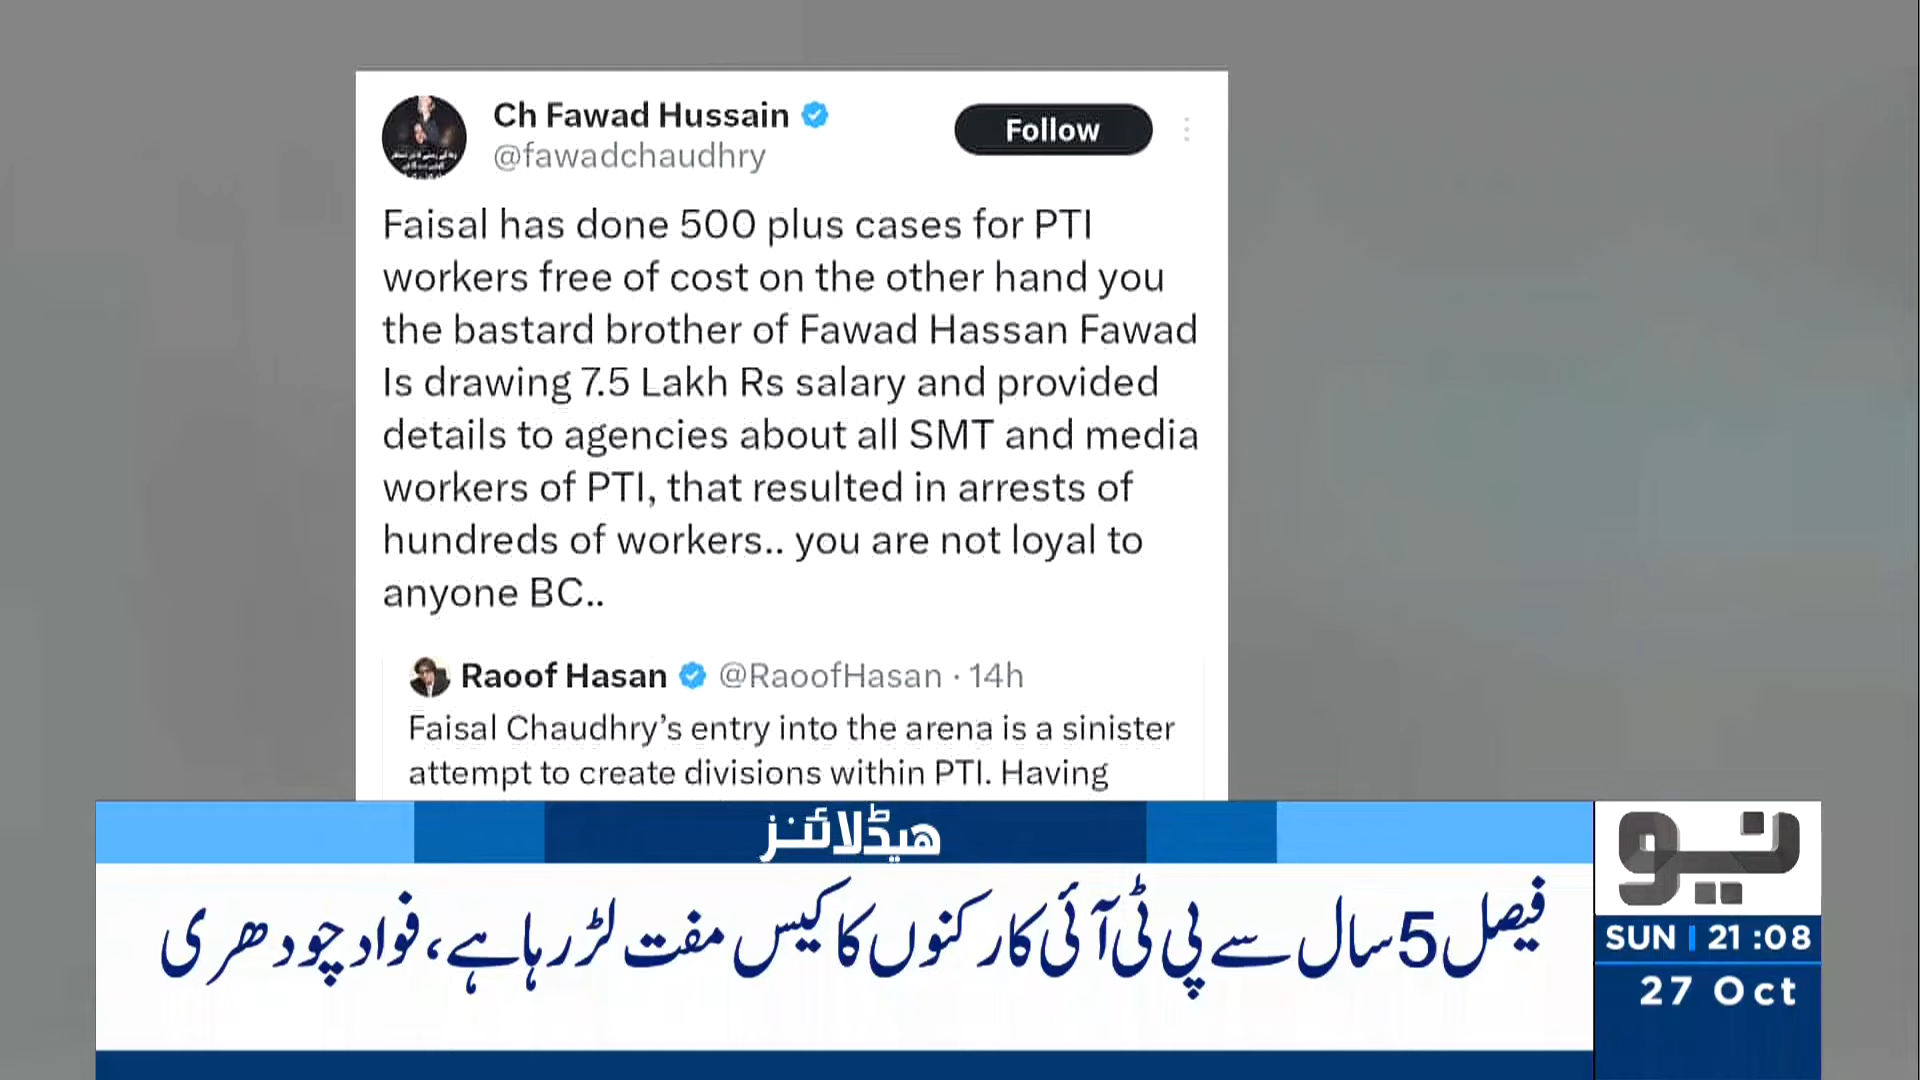 Ch Fawad Hussain
@fawadchaudhry
Follow
Faisal has done 500 plus cases for PTI
workers free of cost on the other hand you
the bastard brother of Fawad Hassan Fawad
Is drawing 7.5 Lakh Rs salary and provided
details to agencies about all SMT and media
workers of PTI, that resulted in arrests of
hundreds of workers.. you are not loyal to
anyone BC..
Raoof Hasan @RaoofHasan · 14h
Faisal Chaudhry’s entry into the arena is a sinister
attempt to create divisions within PTI. Having
ھیڈلائنز
فیصل 5 سال سے پی ٹی آئی کارکنوں کا کیس مفت لڑ رہا ہے، فواد چودھری
نیو
SUN | 21 :08
27 Oct